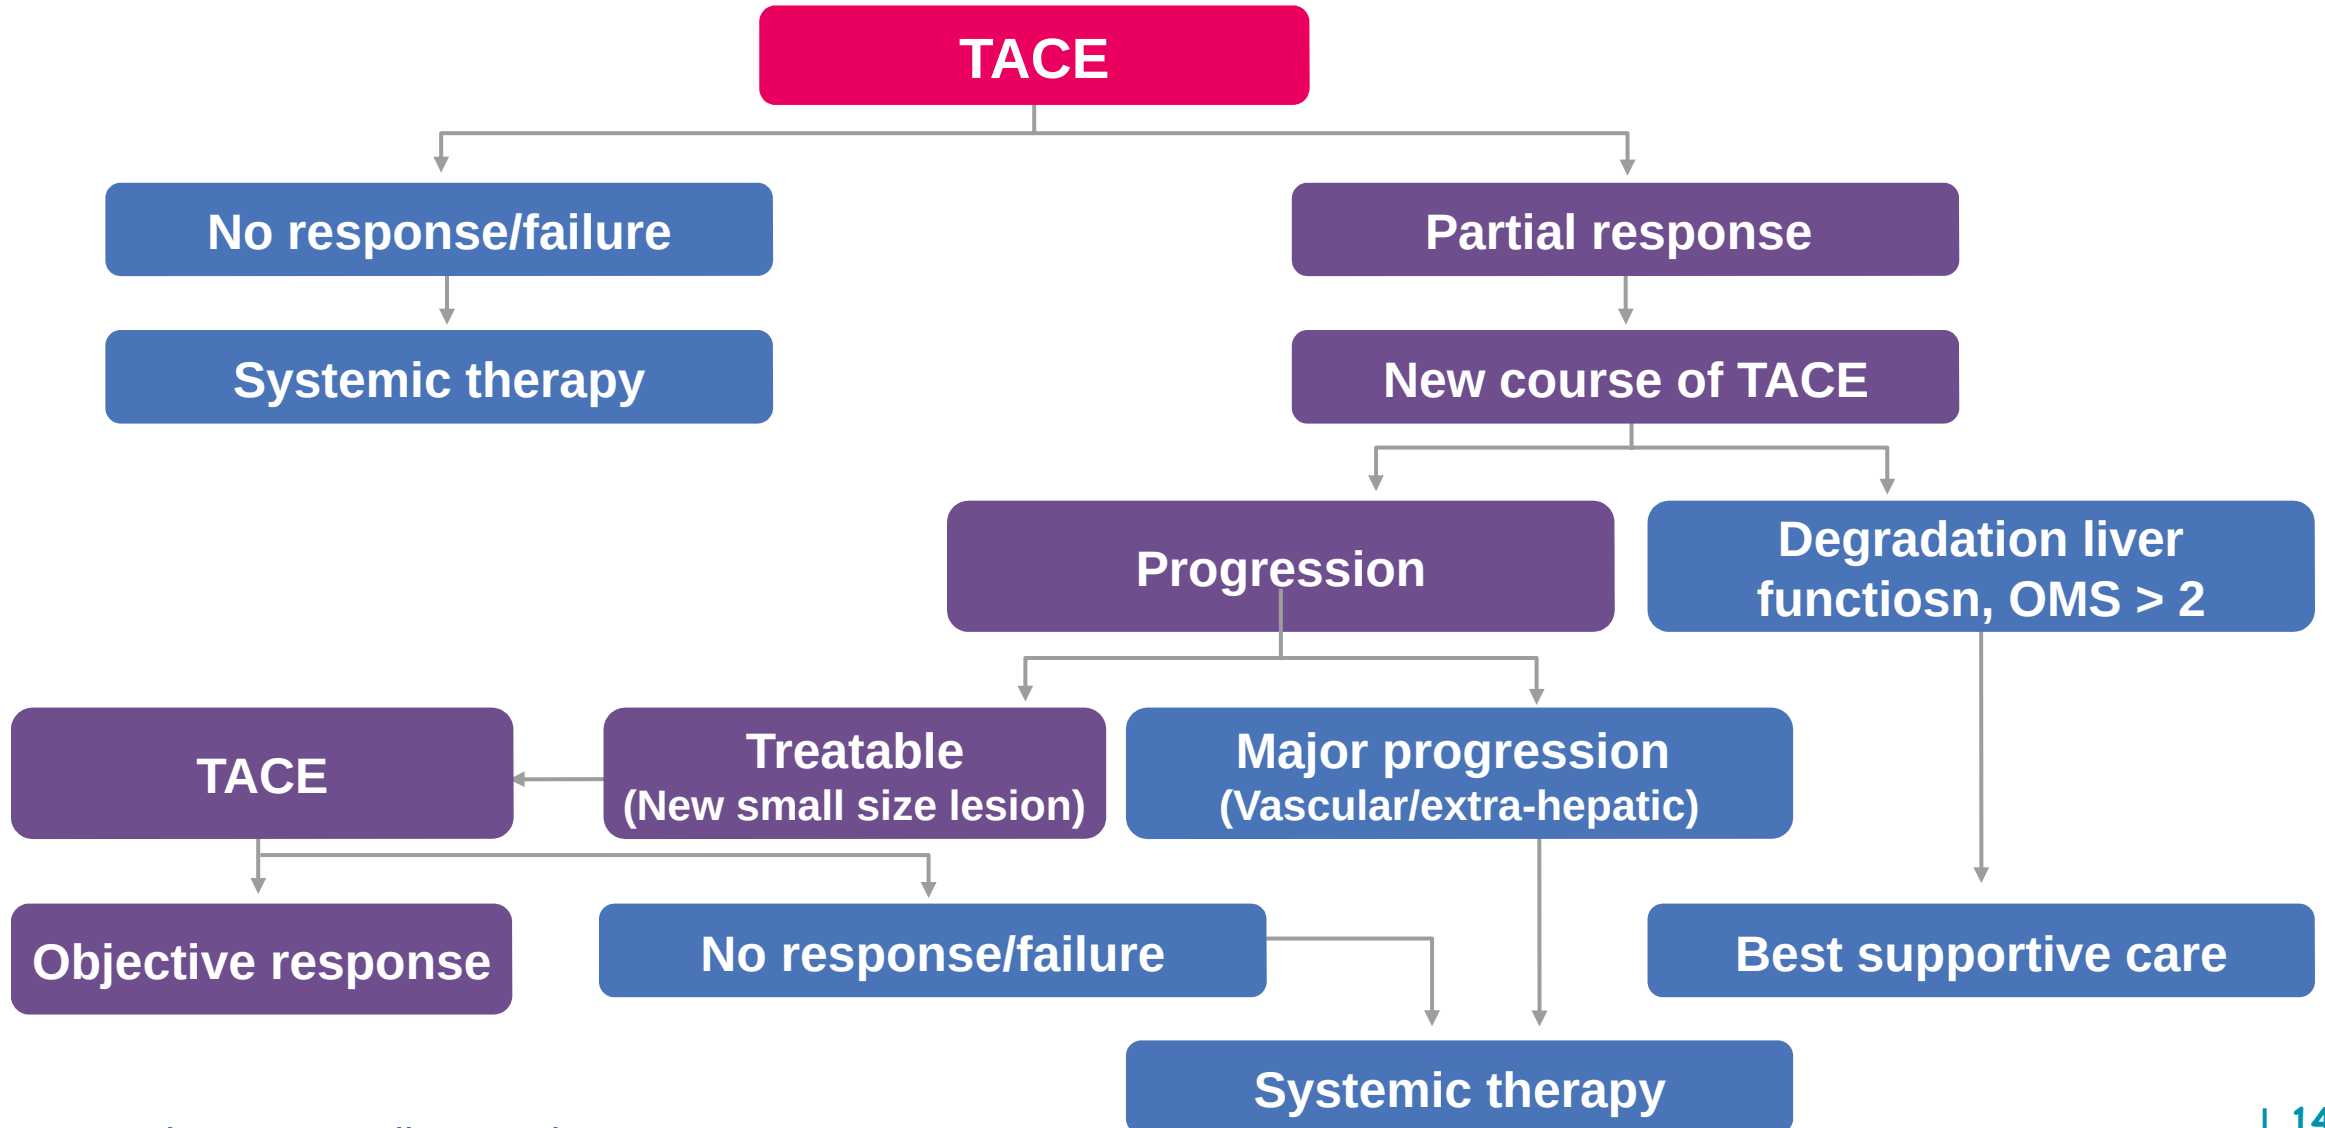 TACE
No response/failure
Partial response
Systemic therapy
New course of TACE
Progression
Degradation liver
functiosn, OMS > 2
TACE
Treatable
(New small size lesion)
Major progression
(Vascular/extra-hepatic)
Objective response
No response/failure
Best supportive care
Systemic therapy
| 14